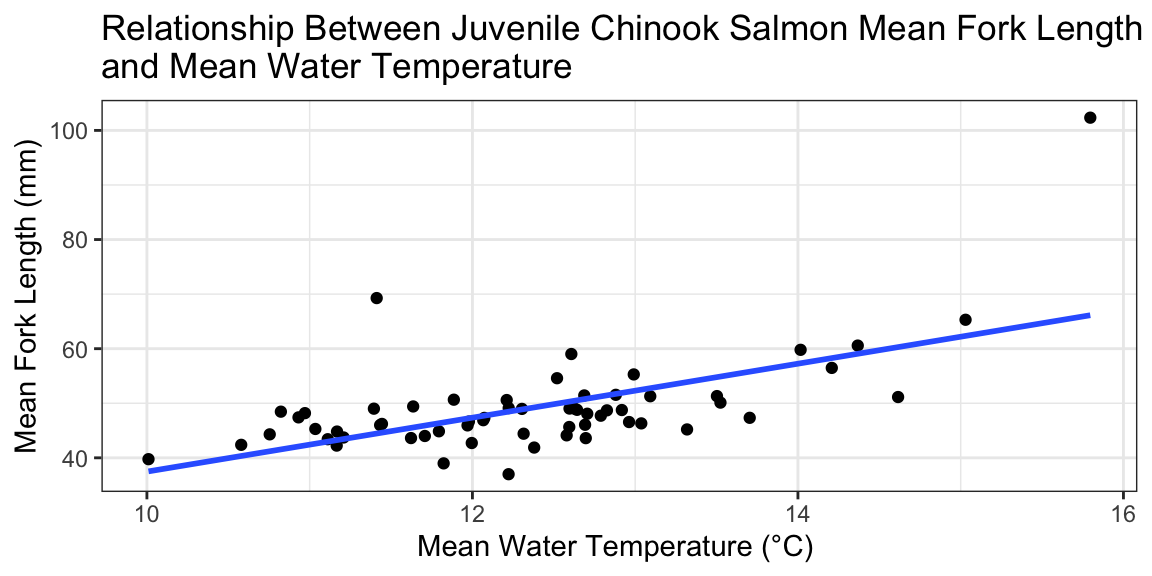 Relationship Between Juvenile Chinook Salmon Mean Fork Length
and Mean Water Temperature
Mean Fork Length (mm)
100
80
60
40
10 12 14 16
Mean Water Temperature (°C)